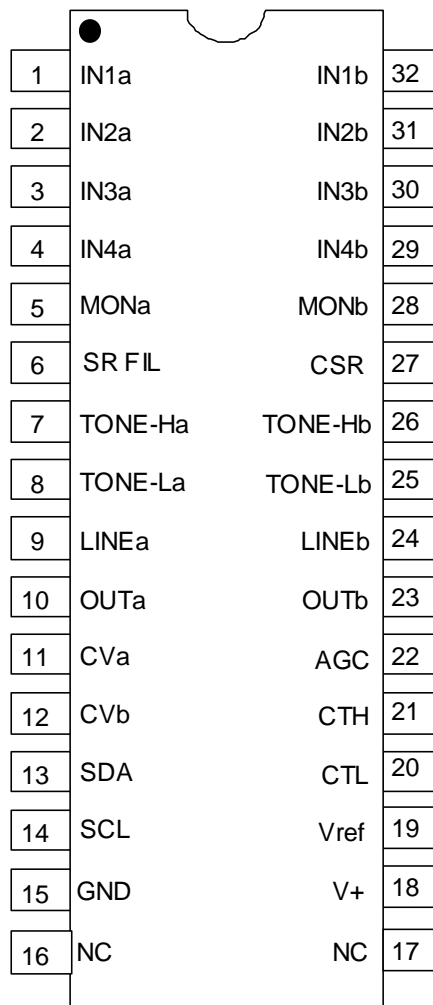 1 IN1a IN1b 32
2 IN2a IN2b 31
3 IN3a IN3b 30
4 IN4a IN4b 29
5 MONa MONb 28
6 SR FIL CSR 27
7 TONE-Ha TONE-Hb 26
8 TONE-La TONE-Lb 25
9 LINEa LINEb 24
10 OUTa OUTb 23
11 CVa AGC 22
12 CVb CTH 21
13 SDA CTL 20
14 SCL Vref 19
15 GND V+ 18
16 NC NC 17